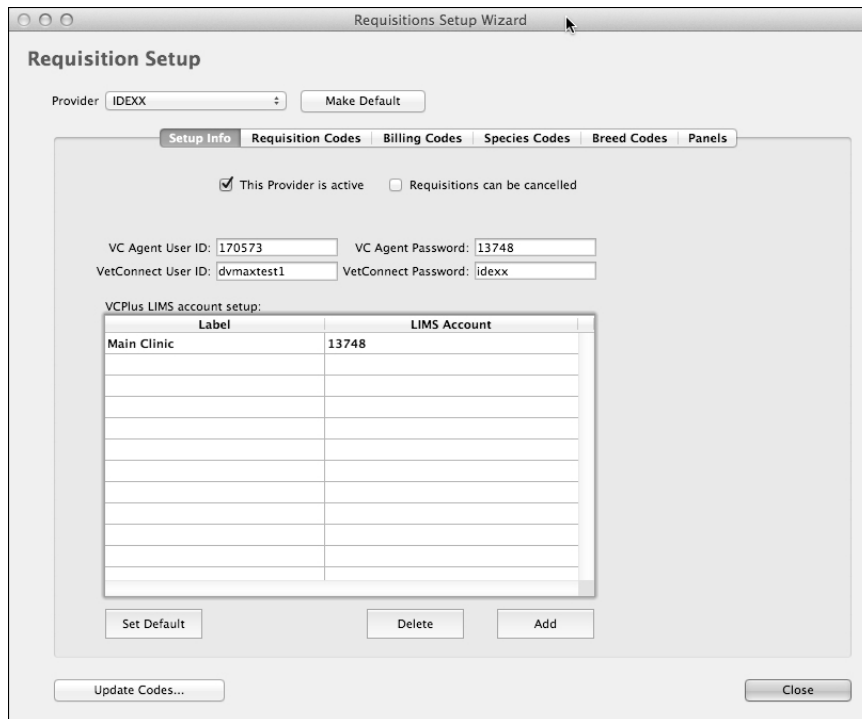 Requisitions Setup Wizard
Requisition Setup
Provider IDEXX Make Default
Setup Info Requisition Codes Billing Codes Species Codes Breed Codes Panels
This Provider is active Requisitions can be cancelled
VC Agent User ID: 170573 VC Agent Password: 13748
VetConnect User ID: dvmaxtest1 VetConnect Password: idexx
VCPlus LIMS account setup:
Label LIMS Account
Main Clinic 13748
Set Default Delete Add
Update Codes... Close